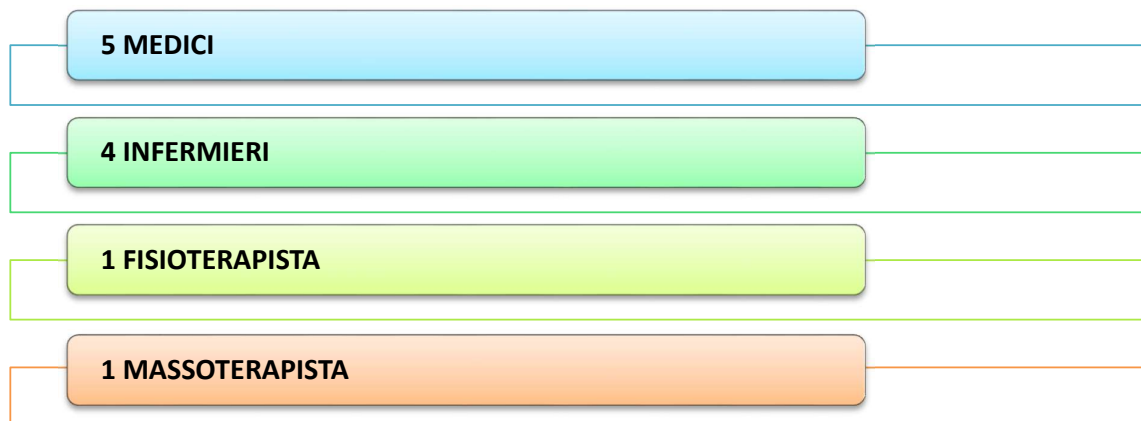 5 MEDICI
4 INFERMIERI
1 FISIOTERAPISTA
1 MASSOTERAPISTA